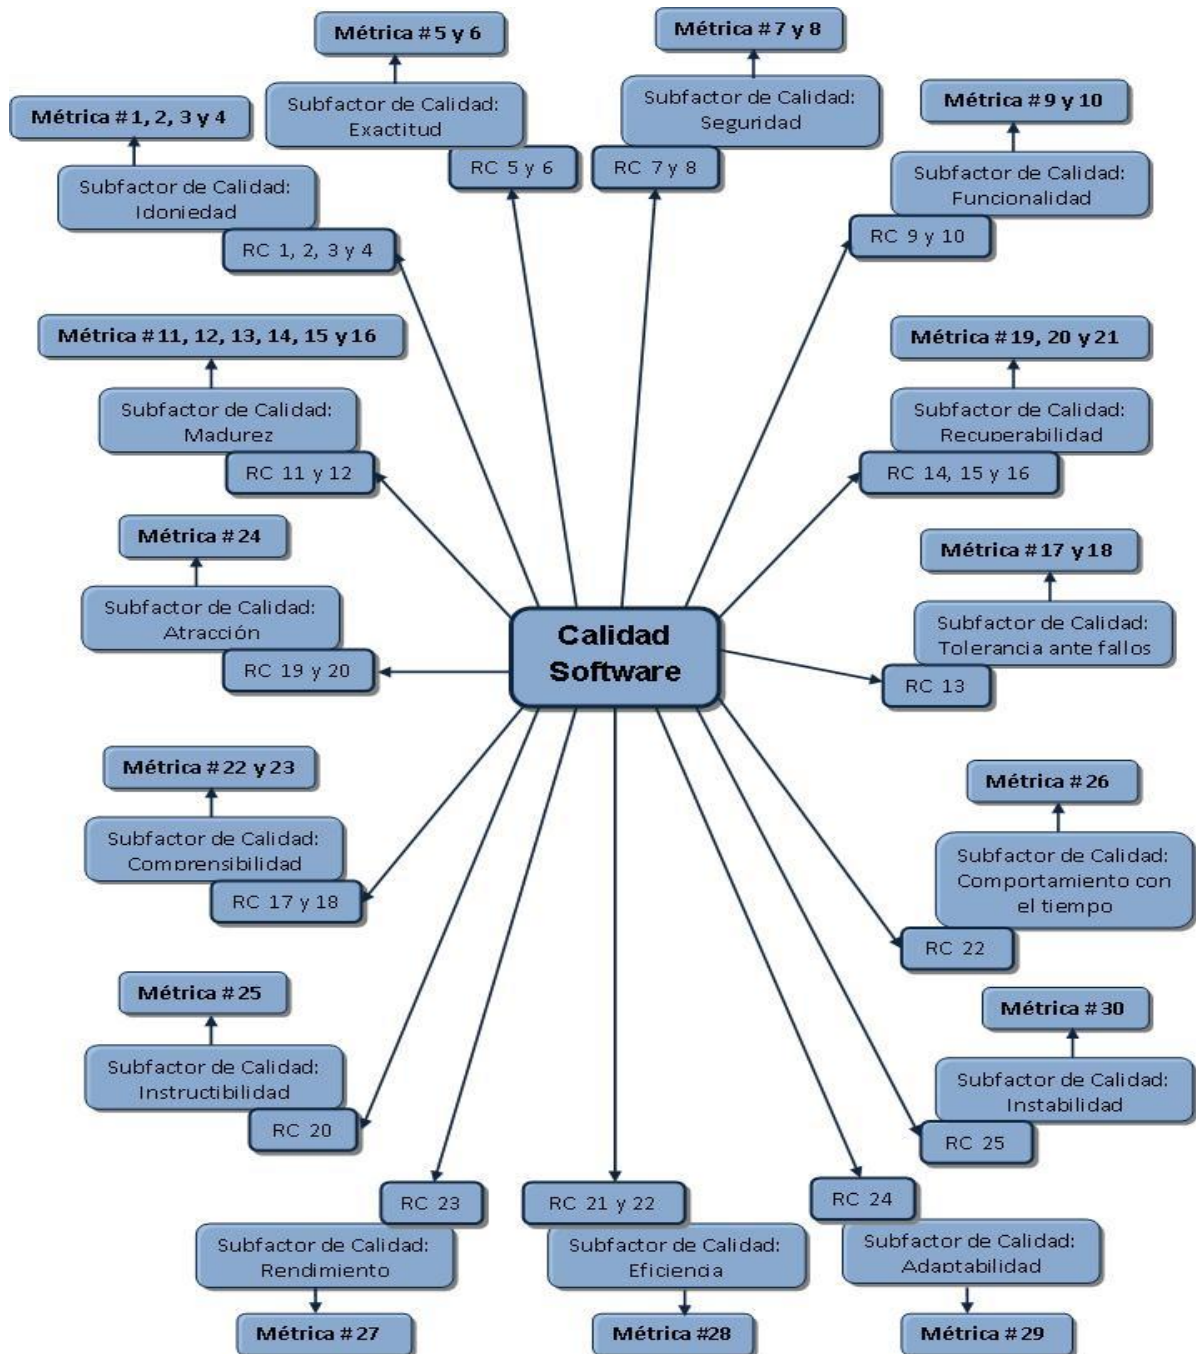 Métrica #5 y 6
Subfactor de Calidad:
Exactitud
RC 5 y 6
Métrica #7 y 8
Subfactor de Calidad:
Seguridad
RC 7 y 8
Métrica #1, 2, 3 y 4
Subfactor de Calidad:
Idoniedad
RC 1, 2, 3 y 4
Métrica #9 y 10
Subfactor de Calidad:
Funcionalidad
RC 9 y 10
Métrica #11, 12, 13, 14, 15 y 16
Subfactor de Calidad:
Madurez
RC 11 y 12
Métrica #19, 20 y 21
Subfactor de Calidad:
Recuperabilidad
RC 14, 15 y 16
Métrica #24
Subfactor de Calidad:
Atracción
RC 19 y 20
Métrica #17 y 18
Subfactor de Calidad:
Tolerancia ante fallos
RC 13
Calidad
Software
Métrica #22 y 23
Subfactor de Calidad:
Comprensibilidad
RC 17 y 18
Métrica #26
Subfactor de Calidad:
Comportamiento con
el tiempo
RC 22
Métrica #25
Subfactor de Calidad:
Instructibilidad
RC 20
Métrica #30
Subfactor de Calidad:
Instabilidad
RC 25
RC 23
Subfactor de Calidad:
Rendimiento
Métrica #27
RC 21 y 22
Subfactor de Calidad:
Eficiencia
Métrica #28
RC 24
Subfactor de Calidad:
Adaptabilidad
Métrica #29